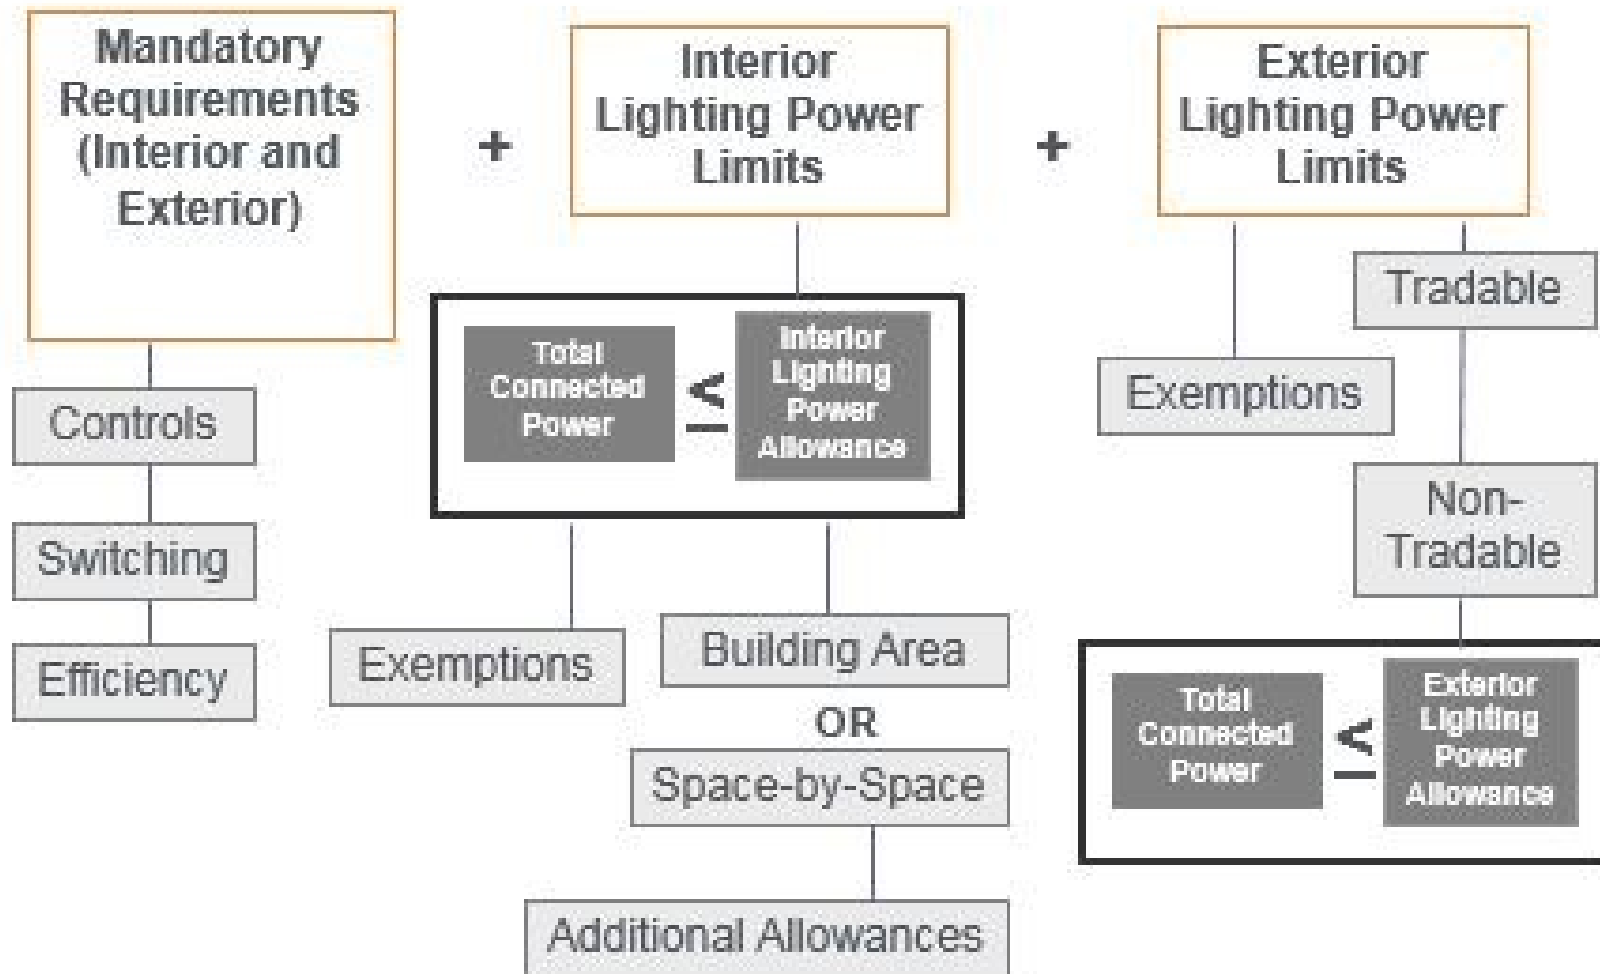 Mandatory
Requirements
(Interior and
Exterior)
+
Interior
Lighting Power
Limits
+
Exterior
Lighting Power
Limits
Controls
Switching
Efficiency
Total
Connected
Power
≤
Interior
Lighting
Power
Allowance
Exemptions
Building Area
OR
Space-by-Space
Additional Allowances
Tradable
Exemptions
Non-
Tradable
Total
Connected
Power
≤
Exterior
Lighting
Power
Allowance